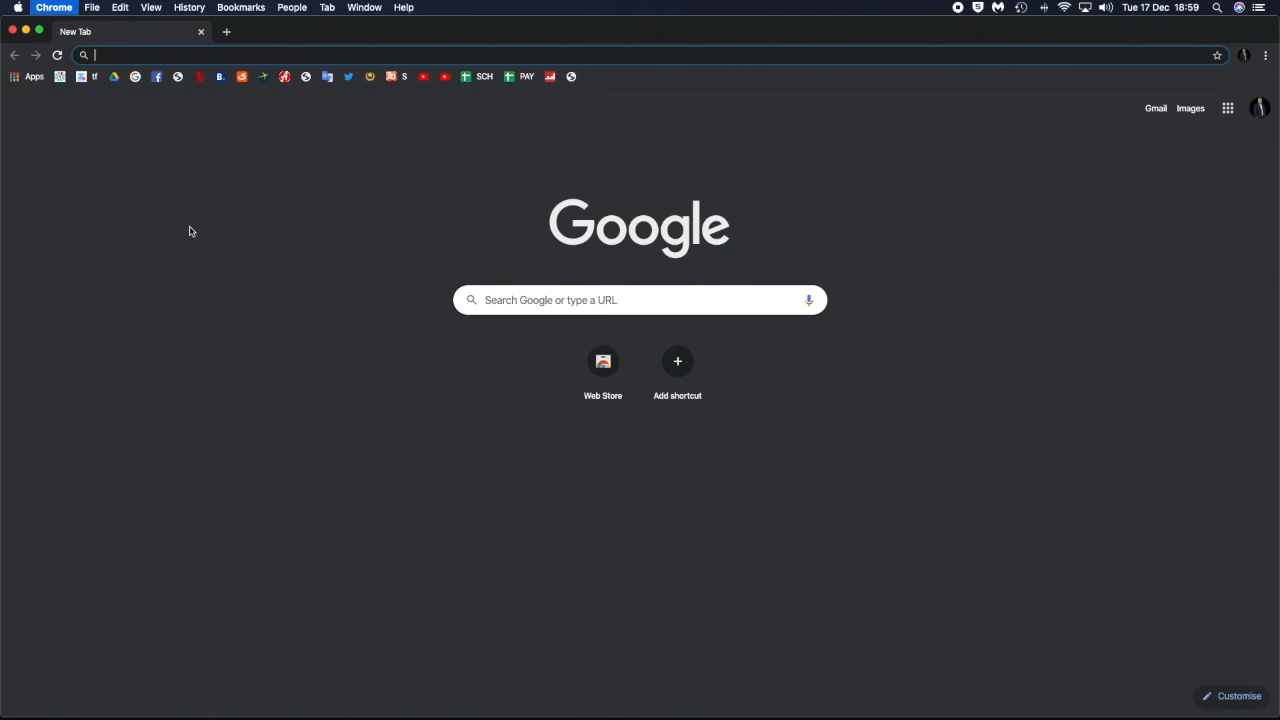 Chrome File Edit View History Bookmarks People Tab Window Help Tue 17 Dec 18:59
New Tab
Apps tf B. S SCH PAY
Gmail Images
Google
Search Google or type a URL
Web Store Add shortcut
Customise